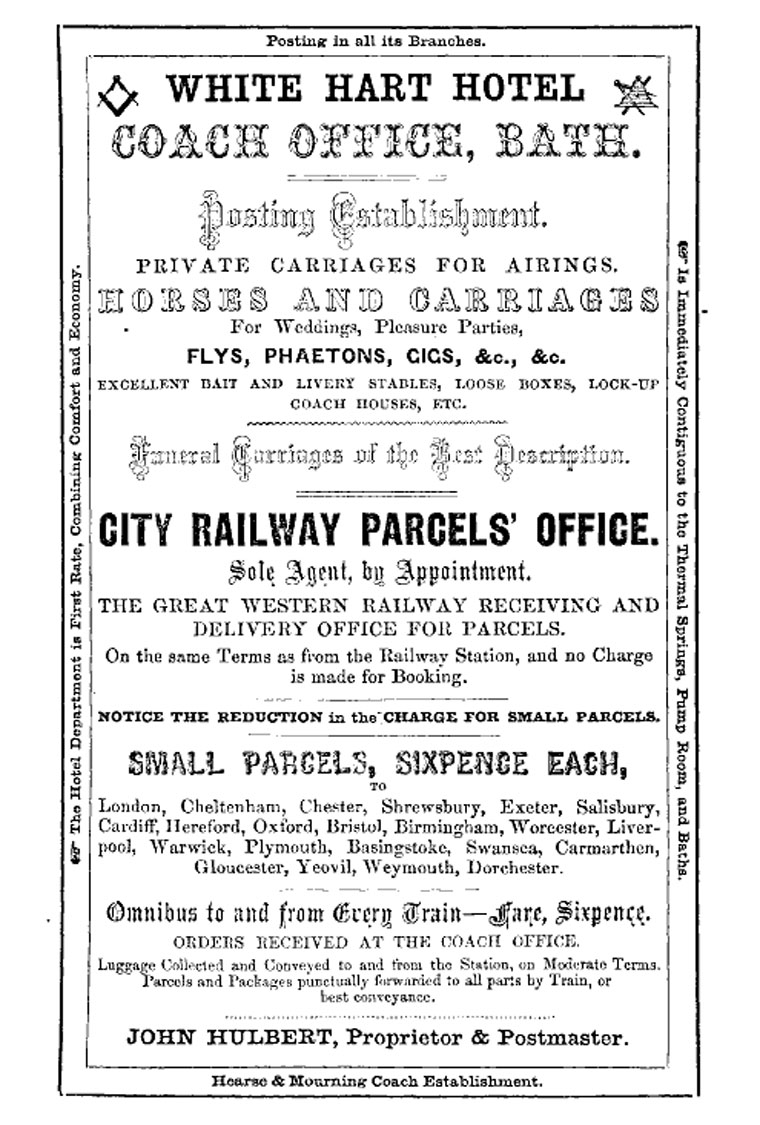 Posting in all its Branches.
WHITE HART HOTEL
COACH OFFICE, BATH.
Posting Establishment.
PRIVATE CARRIAGES FOR AIRINGS.
HORSES AND CARRIAGES
For Weddings, Pleasure Parties,
FLYS, PHAETONS, GIGS, &c., &c.
EXCELLENT BAIT AND LIVERY STABLES, LOOSE BOXES, LOCK-UP
COACH HOUSES, ETC.
Funeral Carriages of the Best Description.
CITY RAILWAY PARCELS' OFFICE.
Sole Agent, by Appointment.
THE GREAT WESTERN RAILWAY RECEIVING AND
DELIVERY OFFICE FOR PARCELS.
On the same Terms as from the Railway Station, and no Charge
is made for Booking.
NOTICE THE REDUCTION in the CHARGE FOR SMALL PARCELS.
SMALL PARCELS, SIXPENCE EACH,
TO
London, Cheltenham, Chester, Shrewsbury, Exeter, Salisbury,
Cardiff, Hereford, Oxford, Bristol, Birmingham, Worcester, Liver-
pool, Warwick, Plymouth, Basingstoke, Swansea, Carmarthen,
Gloucester, Yeovil, Weymouth, Dorchester.
Omnibus to and from Every Train—Fare, Sixpence.
ORDERS RECEIVED AT THE COACH OFFICE.
Luggage Collected and Conveyed to and from the Station, on Moderate Terms.
Parcels and Packages punctually forwarded to all parts by Train, or
best conveyance.
JOHN HULBERT, Proprietor & Postmaster.
Hearse & Mourning Coach Establishment.
☞ The Hotel Department is First Rate, Combining Comfort and Economy.
☞ Is Immediately Contiguous to the Thermal Springs, Pump Room, and Baths.